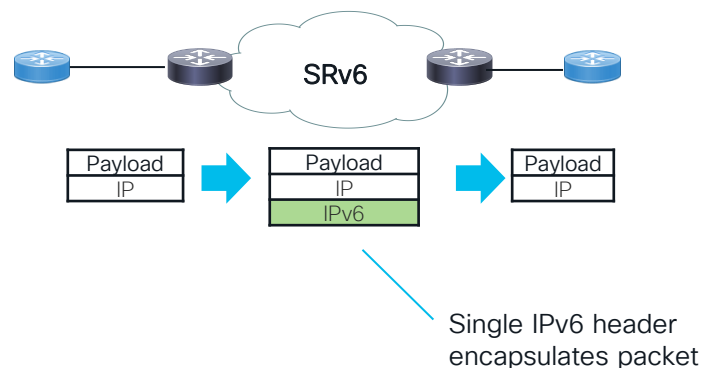 SRv6
Payload
IP
Payload
IP
IPv6
Payload
IP
Single IPv6 header
encapsulates packet